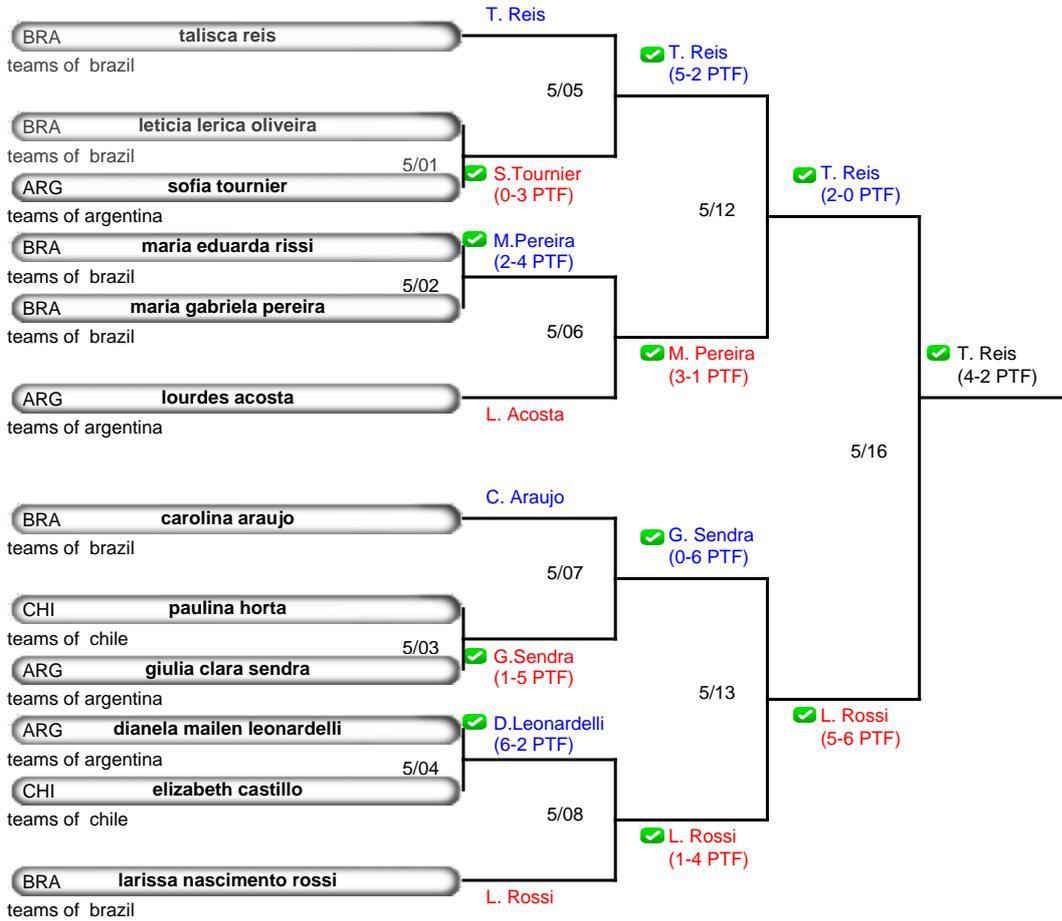 T. Reis
BRA talisca reis
teams of brazil
T. Reis
(5-2 PTF)
5/05
BRA leticia lerica oliveira
teams of brazil
5/01
S.Tournier
(0-3 PTF)
ARG sofia tournier
teams of argentina
T. Reis
(2-0 PTF)
5/12
BRA maria eduarda rissi
teams of brazil
M.Pereira
(2-4 PTF)
5/02
BRA maria gabriela pereira
teams of brazil
5/06
M. Pereira
(3-1 PTF)
T. Reis
(4-2 PTF)
ARG lourdes acosta
teams of argentina
L. Acosta
5/16
C. Araujo
BRA carolina araujo
teams of brazil
G. Sendra
(0-6 PTF)
5/07
CHI paulina horta
teams of chile
5/03
G.Sendra
(1-5 PTF)
ARG giulia clara sendra
teams of argentina
5/13
L. Rossi
(5-6 PTF)
ARG dianela mailen leonardelli
teams of argentina
D.Leonardelli
(6-2 PTF)
5/04
CHI elizabeth castillo
teams of chile
5/08
L. Rossi
(1-4 PTF)
BRA larissa nascimento rossi
teams of brazil
L. Rossi